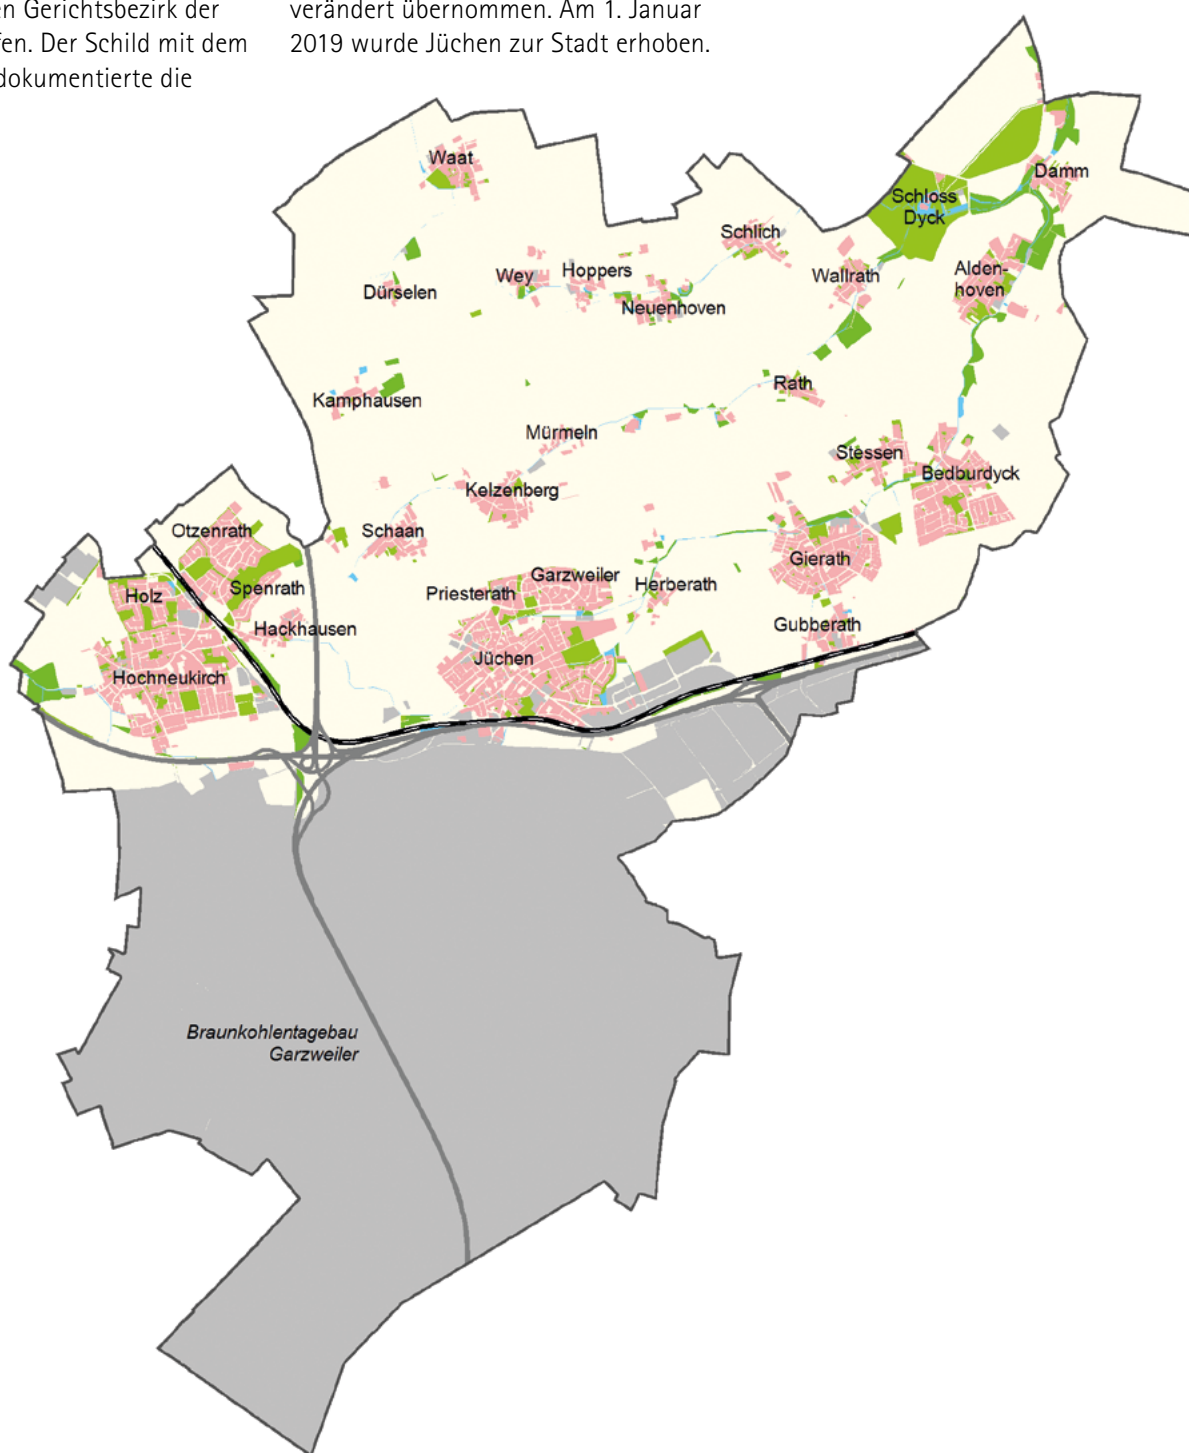 en Gerichtsbezirk der
fen. Der Schild mit dem
dokumentierte die
verändert übernommen. Am 1. Januar
2019 wurde Jüchen zur Stadt erhoben.
Waat
Damm
Schloss
Dyck
Schlich
Wey
Hoppers
Wallrath
Alden-
hoven
Dürselen
Neuenhoven
Kamphausen
Rath
Mürmeln
Stessen
Bedburdyck
Kelzenberg
Otzenrath
Schaan
Gierath
Garzweiler
Holz
Spenrath
Priesterath
Herberath
Hackhausen
Gubberath
Jüchen
Hochneukirch
Braunkohlentagebau
Garzweiler